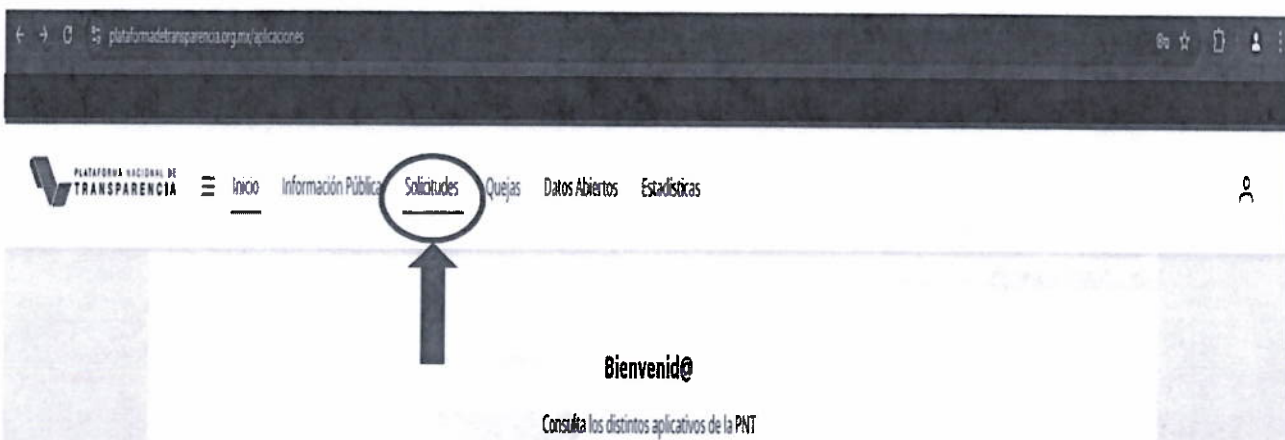 plataformadetransparencia.org.mx/aplicaciones
PLATAFORMA NACIONAL DE
TRANSPARENCIA
Inicio Información Pública Solicitudes Quejas Datos Abiertos Estadísticas
Bienvenid@
Consulta los distintos aplicativos de la PNT